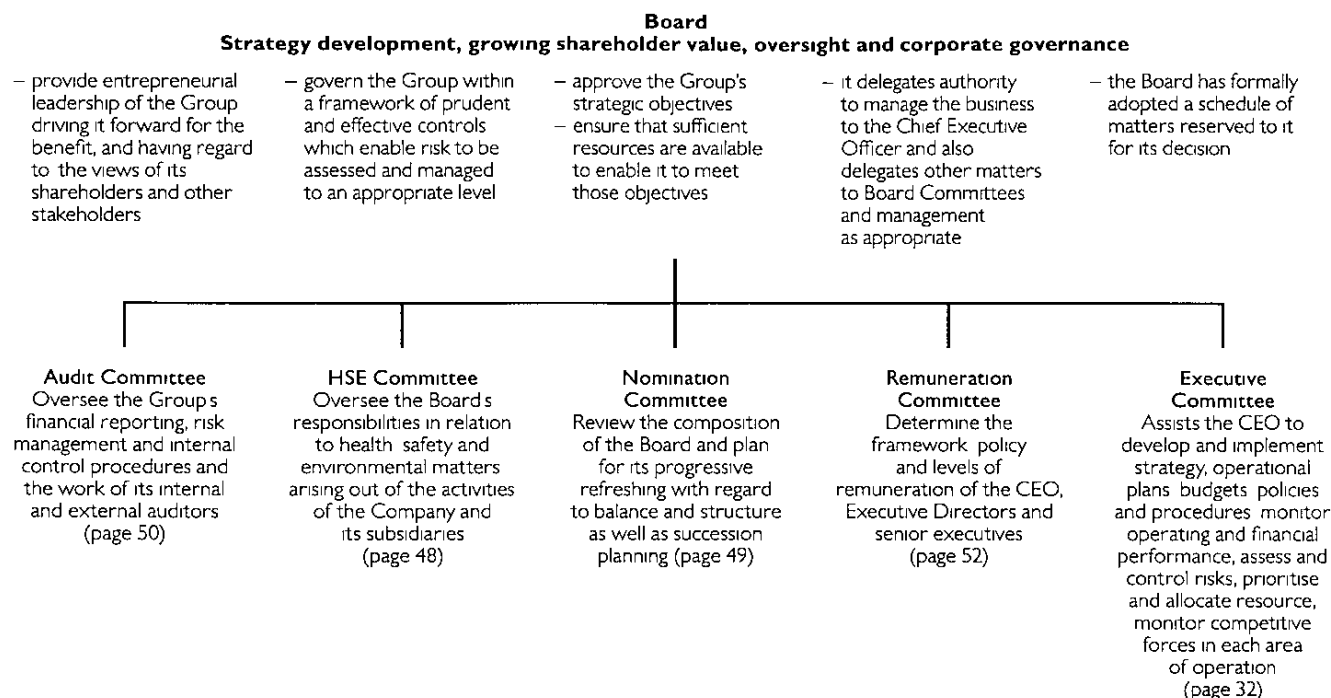 Board
Strategy development, growing shareholder value, oversight and corporate governance
– provide entrepreneurial
leadership of the Group
driving it forward for the
benefit, and having regard
to the views of its
shareholders and other
stakeholders
– govern the Group within
a framework of prudent
and effective controls
which enable risk to be
assessed and managed
to an appropriate level
– approve the Group's
strategic objectives
– ensure that sufficient
resources are available
to enable it to meet
those objectives
– it delegates authority
to manage the business
to the Chief Executive
Officer and also
delegates other matters
to Board Committees
and management
as appropriate
– the Board has formally
adopted a schedule of
matters reserved to it
for its decision
Audit Committee
Oversee the Group s
financial reporting, risk
management and internal
control procedures and
the work of its internal
and external auditors
(page 50)
HSE Committee
Oversee the Board s
responsibilities in relation
to health safety and
environmental matters
arising out of the activities
of the Company and
its subsidiaries
(page 48)
Nomination
Committee
Review the composition
of the Board and plan
for its progressive
refreshing with regard
to balance and structure
as well as succession
planning (page 49)
Remuneration
Committee
Determine the
framework policy
and levels of
remuneration of the CEO,
Executive Directors and
senior executives
(page 52)
Executive
Committee
Assists the CEO to
develop and implement
strategy, operational
plans budgets policies
and procedures monitor
operating and financial
performance, assess and
control risks, prioritise
and allocate resource,
monitor competitive
forces in each area
of operation
(page 32)